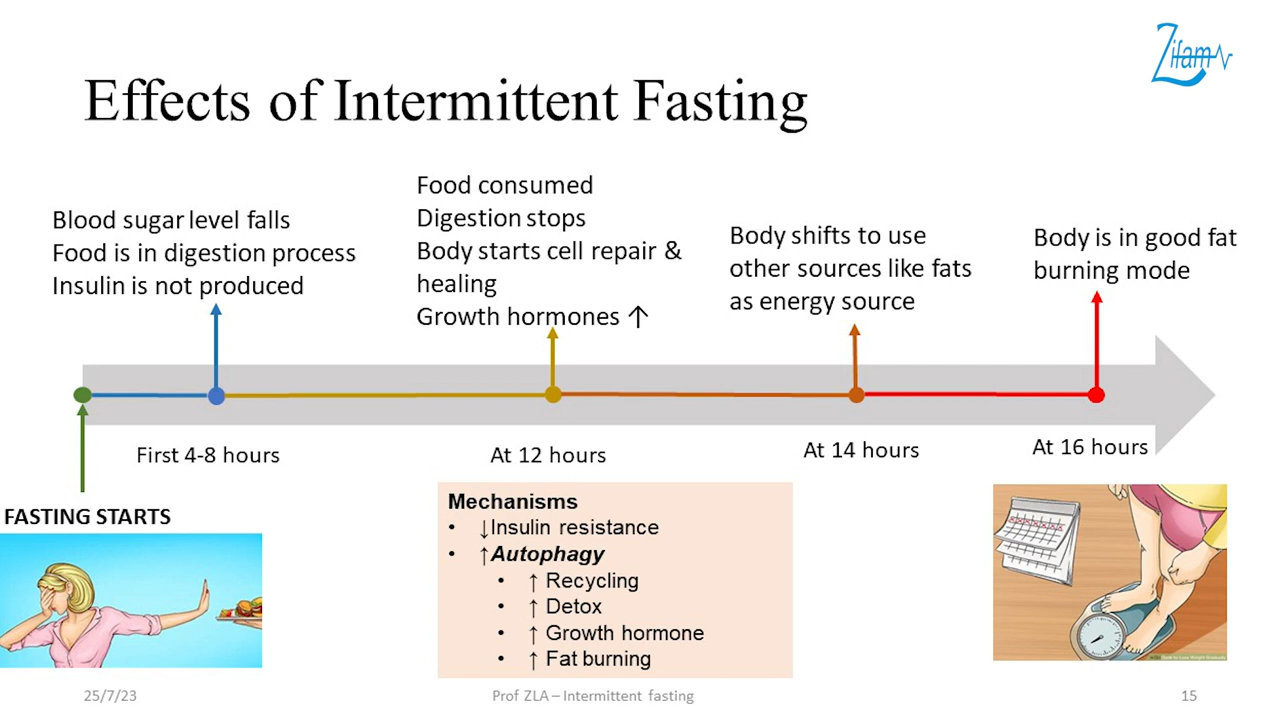 Zifam
Effects of Intermittent Fasting
Blood sugar level falls
Food is in digestion process
Insulin is not produced
Food consumed
Digestion stops
Body starts cell repair &
healing
Growth hormones ↑
Body shifts to use
other sources like fats
as energy source
Body is in good fat
burning mode
First 4-8 hours
At 12 hours
At 14 hours
At 16 hours
FASTING STARTS
Mechanisms
• ↓Insulin resistance
• ↑Autophagy
• ↑ Recycling
• ↑ Detox
• ↑ Growth hormone
• ↑ Fat burning
25/7/23
Prof ZLA – Intermittent fasting
15